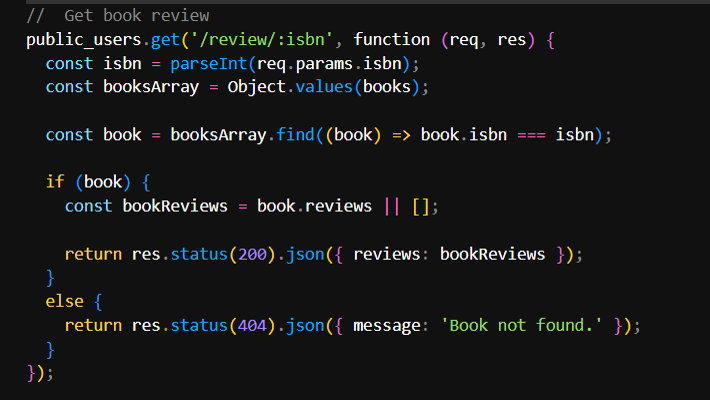 //  Get book review
public_users.get('/review/:isbn', function (req, res) {
  const isbn = parseInt(req.params.isbn);
  const booksArray = Object.values(books);

  const book = booksArray.find((book) => book.isbn === isbn);

  if (book) {
    const bookReviews = book.reviews || [];

    return res.status(200).json({ reviews: bookReviews });
  }
  else {
    return res.status(404).json({ message: 'Book not found.' });
  }
});